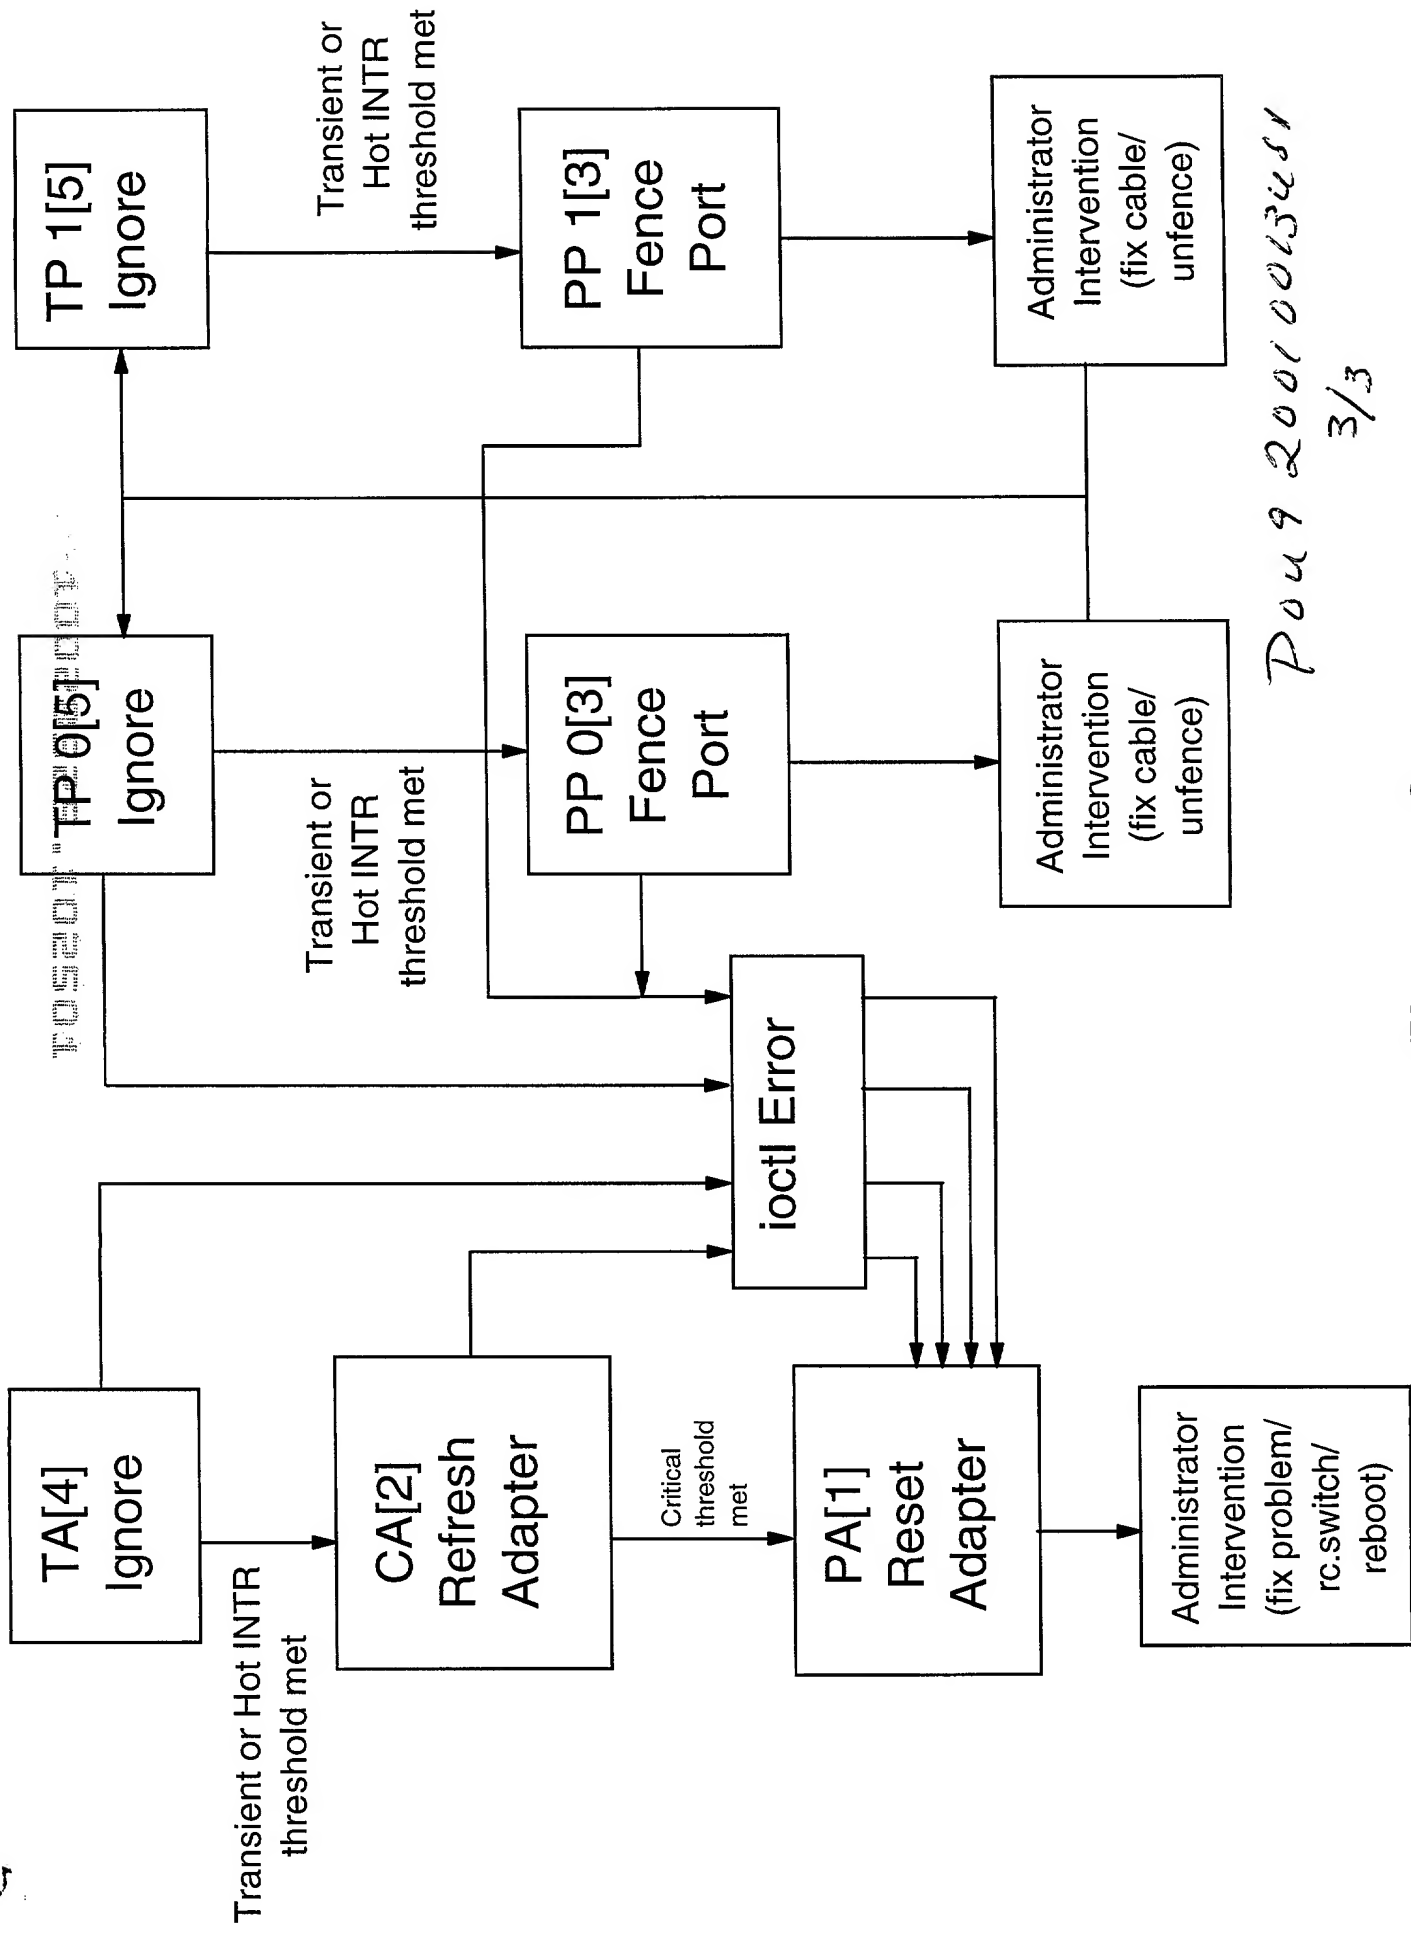 TA[4]
Ignore
Transient or Hot INTR
threshold met
CA[2]
Refresh
Adapter
Critical
threshold
met
PA[1]
Reset
Adapter
Administrator
Intervention
(fix problem/
rc.switch/
reboot)
ioctl Error
TP 0[5]
Ignore
Transient or
Hot INTR
threshold met
PP 0[3]
Fence
Port
Administrator
Intervention
(fix cable/
unfence)
TP 1[5]
Ignore
Transient or
Hot INTR
threshold met
PP 1[3]
Fence
Port
Administrator
Intervention
(fix cable/
unfence)
3/3